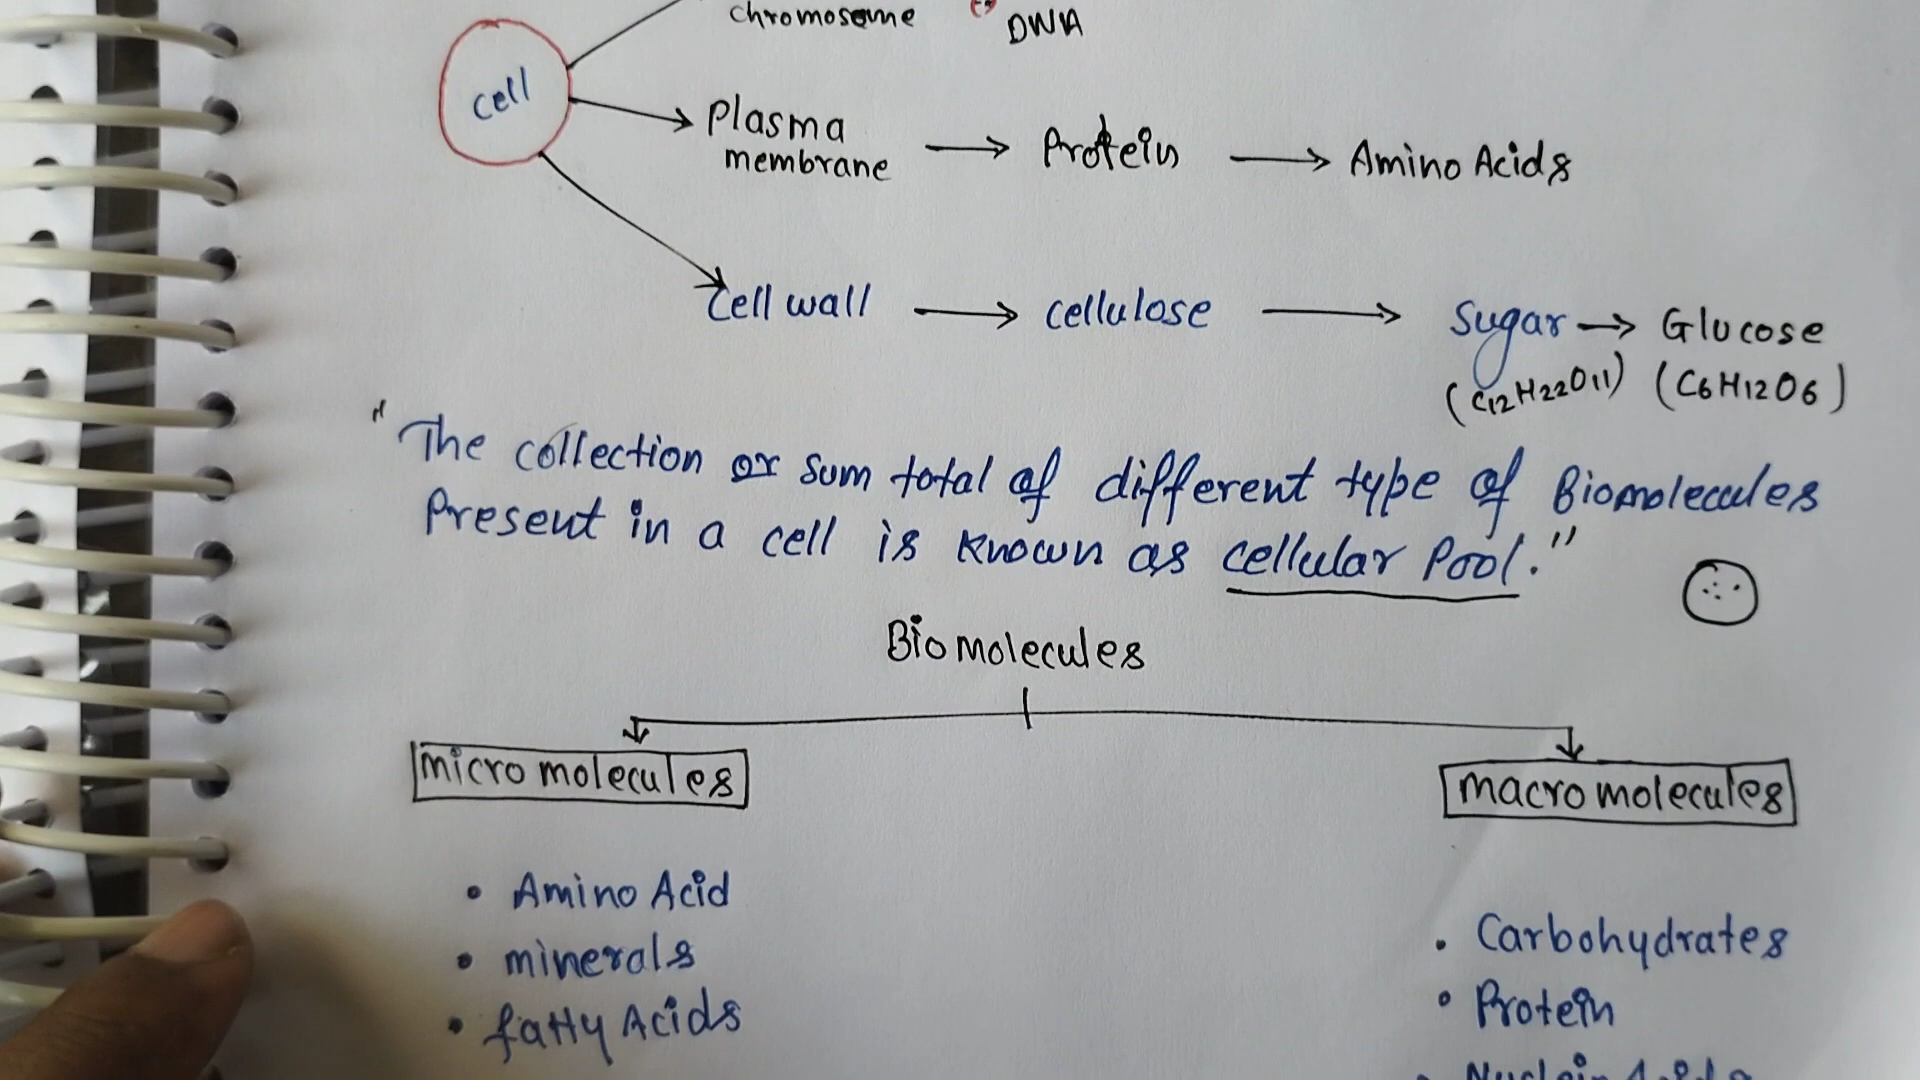 chromosome DNA
cell
Plasma membrane → Protein → Amino Acids
Cell wall → cellulose → Sugar → Glucose
(C12H22O11) (C6H12O6)
"The collection or sum total of different type of Biomolecules
Present in a cell is known as cellular Pool."
Biomolecules
micro molecules
macro molecules
• Amino Acid
• minerals
• fatty Acids
• Carbohydrates
• Protein